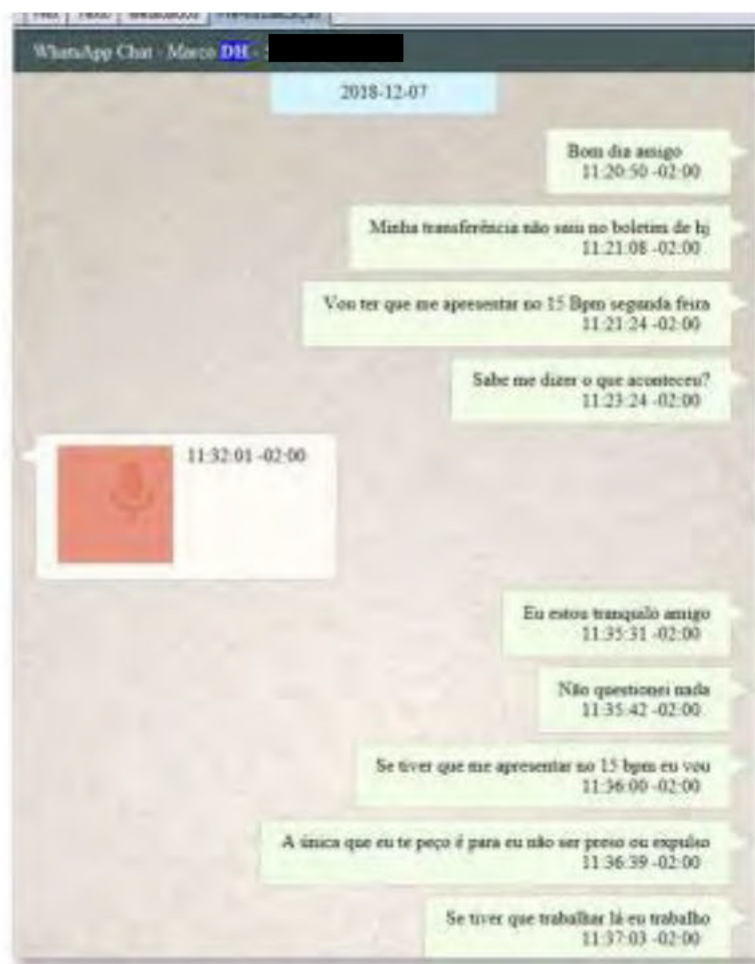 WhatsApp Chat - Marco DH -
2018-12-07
Bom dia amigo
11:20:50 -02:00
Minha transferência não saiu no boletim de hj
11:21:08 -02:00
Vou ter que me apresentar no 15 Bpm segunda feira
11:21:24 -02:00
Sabe me dizer o que aconteceu?
11:23:24 -02:00
11:32:01 -02:00
Eu estou tranquilo amigo
11:35:31 -02:00
Não questionei nada
11:35:42 -02:00
Se tiver que me apresentar no 15 bpm eu vou
11:36:00 -02:00
A única que eu te peço é para eu não ser preso ou expulso
11:36:39 -02:00
Se tiver que trabalhar lá eu trabalho
11:37:03 -02:00